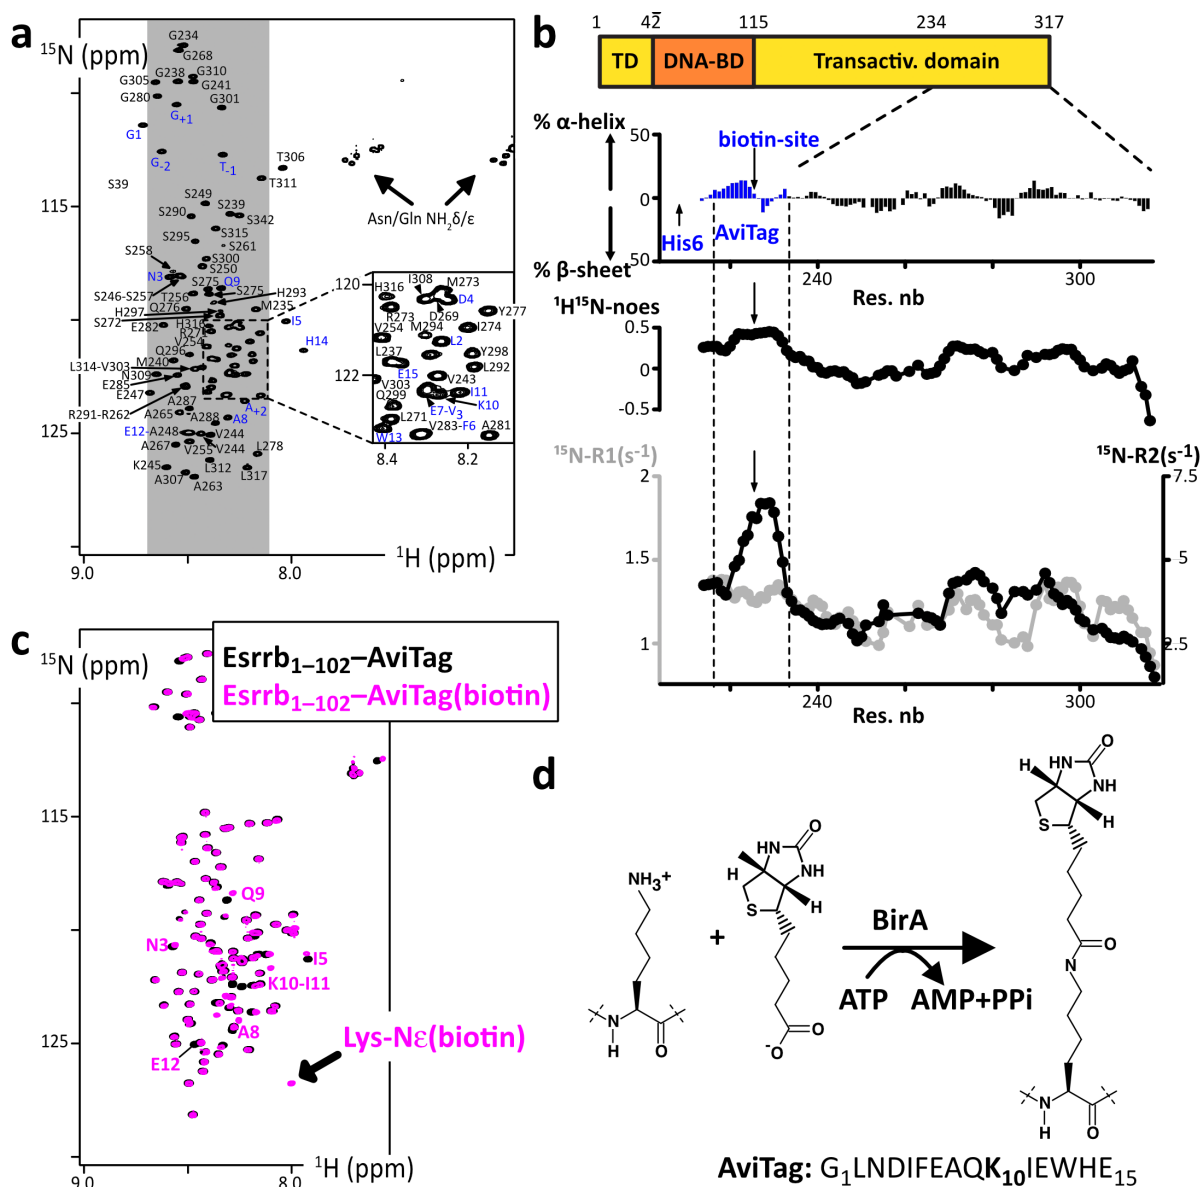 a
15N (ppm)
G234
G268
G238
G310
G305
G241
G280
G301
G+1
G1
G-2
T-1
T306
T311
S39
115
S249
S239
S290
S342
S315
S295
S261
S258
S300
S250
N3
S275
Q9
S246-S257
S275
H293
T256
H297
Q276
M235
S272
I5
E282
H316
R271
V254
H14
Q296
M240
L314-V303
N309
E285
E247
A287
R291-R262
A265
A288
A+2
A8
125
E12-A248
V244
A267
V255
V244
L278
K245
L312
L317
A307
A263
Asn/Gln NH2δ/ε
120
I308
H316
M273
D4
R273
D269
Y277
V254
M294
I274
L2
L237
Y298
E15
L292
122
V303
V243
Q299
I11
K10
E7-V3
L271
W13
V283-F6
A281
8.4
8.2
1H (ppm)
9.0
8.0
b
1
42
115
234
317
TD
DNA-BD
Transactiv. domain
% α-helix
50
biotin-site
0
AviTag
His6
50
% β-sheet
240
Res. nb
300
1H15N-noes
0.5
0
-0.5
15N-R1(s-1)
15N-R2(s-1)
2
7.5
1.5
5
1
2.5
240
Res. nb
300
c
15N (ppm)
Esrrb1–102–AviTag
Esrrb1–102–AviTag(biotin)
115
Q9
N3
I5
K10-I11
A8
125
E12
Lys-Nε(biotin)
1H (ppm)
9.0
8.0
d
NH3+
N
H
O
+
O
HN
NH
H
S
H
O
-O
BirA
ATP
AMP+PPi
O
H
HN
NH
S
H
O
N
N
H
O
AviTag: G1LNDIFEAQK10IEWHE15